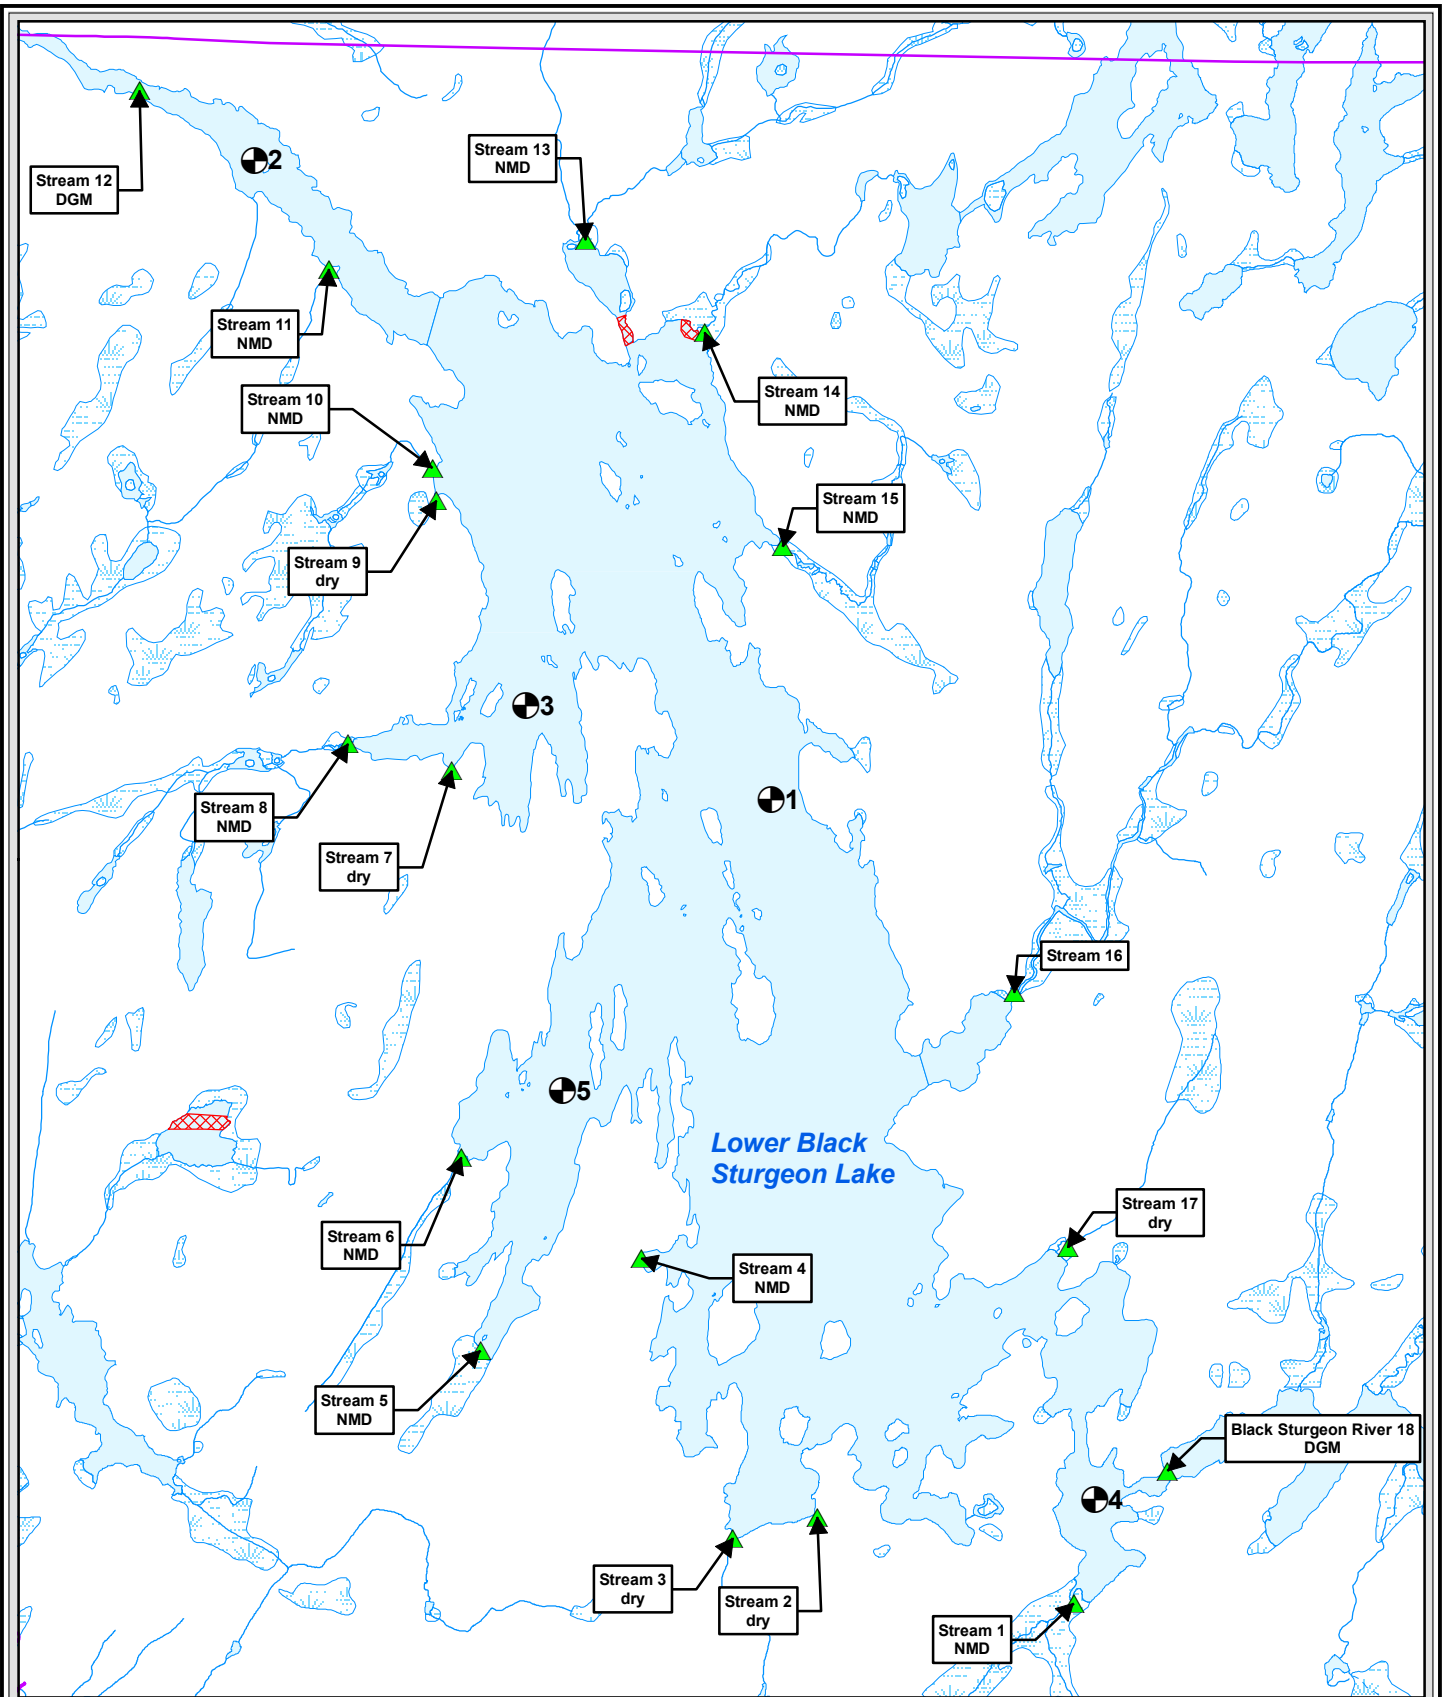 2
Stream 13
NMD
Stream 12
DGM
Stream 11
NMD
Stream 14
NMD
Stream 10
NMD
Stream 15
NMD
Stream 9
dry
3
1
Stream 8
NMD
Stream 7
dry
Stream 16
5
Lower Black
Sturgeon Lake
Stream 17
dry
Stream 6
NMD
Stream 4
NMD
Stream 5
NMD
Black Sturgeon River 18
DGM
4
Stream 3
dry
Stream 2
dry
Stream 1
NMD